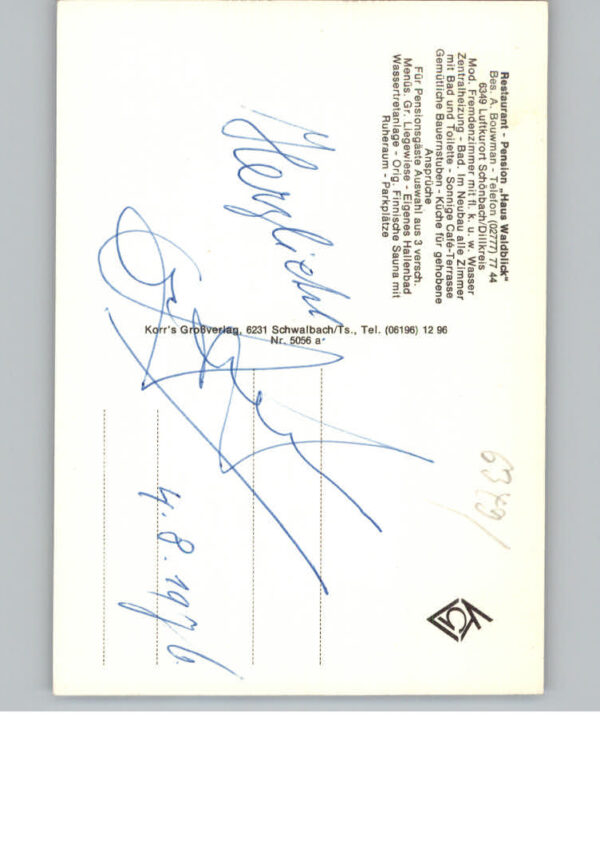 Restaurant - Pension „Haus Waldblick"
Bes. A. Bouwman - Telefon (02777) 77 44
6349 Luftkurort Schönbach/Dillkreis
Mod. Fremdenzimmer mit fl. k. u. w. Wasser
Zentralheizung - Bad. Im Neubau alle Zimmer
mit Bad und Toilette - Sonnige Café-Terrasse
Gemütliche Bauernstuben - Küche für gehobene
Ansprüche
Für Pensionsgäste Auswahl aus 3 versch.
Menüs. Gr. Liegewiese - Eigenes Hallenbad
Wassertretanlage - Orig. Finnische Sauna mit
Ruheraum - Parkplätze
Herzlichst
Korr's Großverlag, 6231 Schwalbach/Ts., Tel. (06196) 12 96
Nr. 5056 a
4.8.1976
6349/